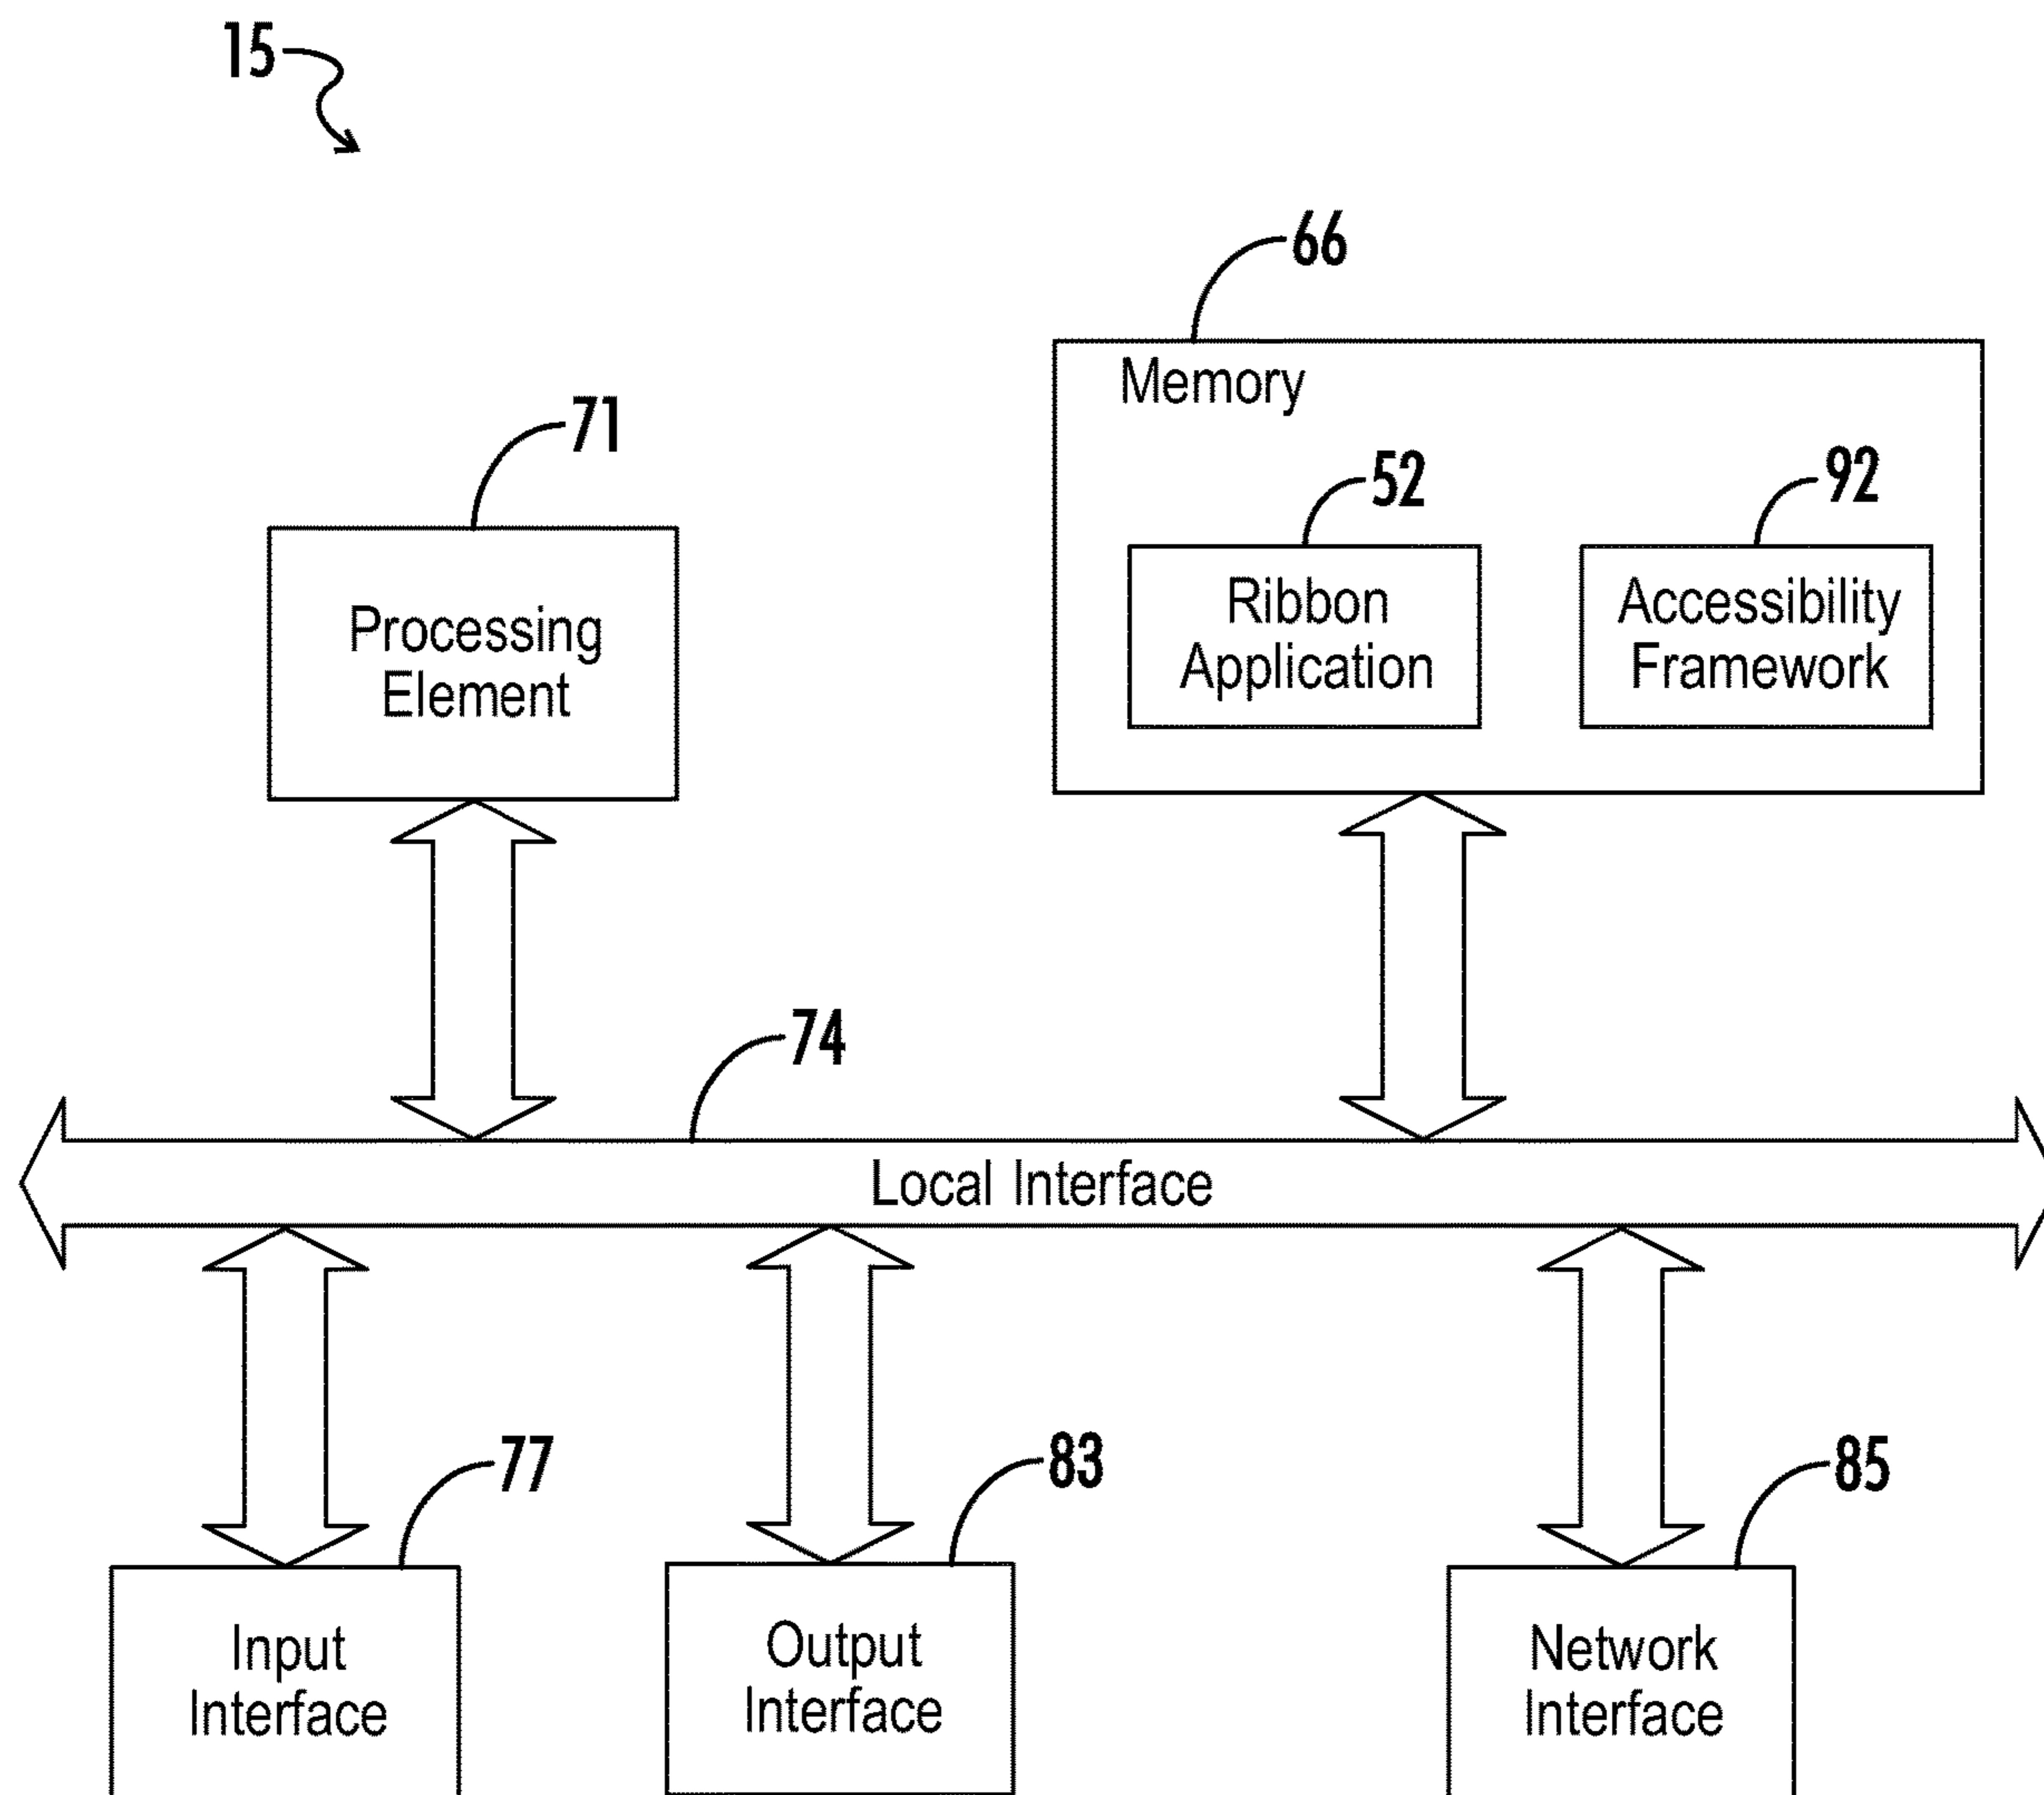 15
66
Memory
71
52
92
Ribbon
Application
Accessibility
Framework
Processing
Element
74
Local Interface
77
83
85
Input
Interface
Output
Interface
Network
Interface